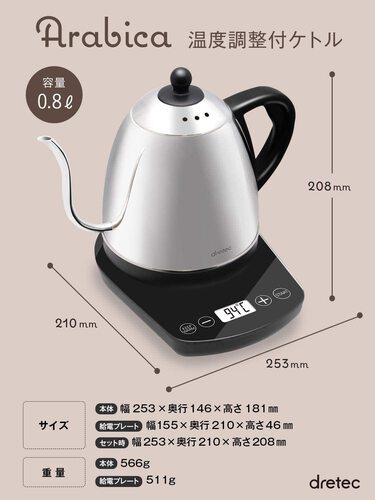 Arabica 温度調整付ケトル
容量
0.8ℓ
208mm
dretec
94℃
210mm
253mm
サイズ
本体 幅253×奥行146×高さ181mm
給電プレート 幅155×奥行210×高さ46mm
セット時 幅253×奥行210×高さ208mm
重量
本体 566g
給電プレート 511g
dretec